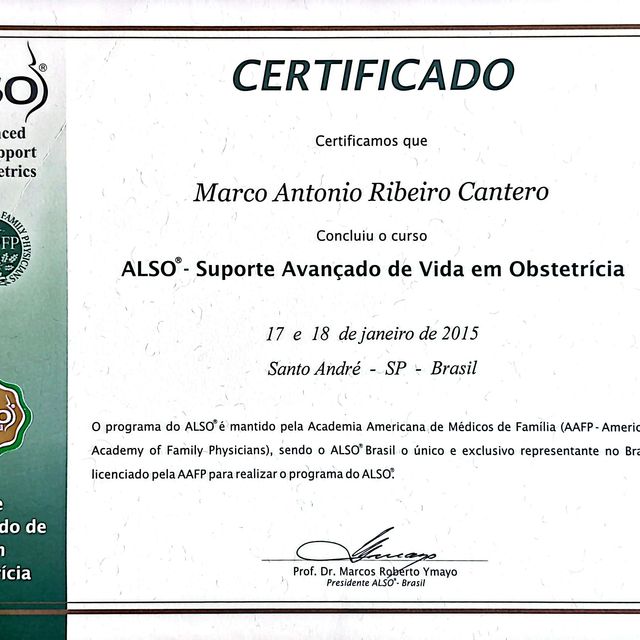 SO®
ced
pport
etrics
FAMILY PHYSICIANS
FP
do de
ícia
CERTIFICADO
Certificamos que
Marco Antonio Ribeiro Cantero
Concluiu o curso
ALSO®- Suporte Avançado de Vida em Obstetrícia
17 e 18 de janeiro de 2015
Santo André - SP - Brasil
O programa do ALSO® é mantido pela Academia Americana de Médicos de Família (AAFP - Americ
Academy of Family Physicians), sendo o ALSO® Brasil o único e exclusivo representante no Bra
licenciado pela AAFP para realizar o programa do ALSO®.
Prof. Dr. Marcos Roberto Ymayo
Presidente ALSO® - Brasil